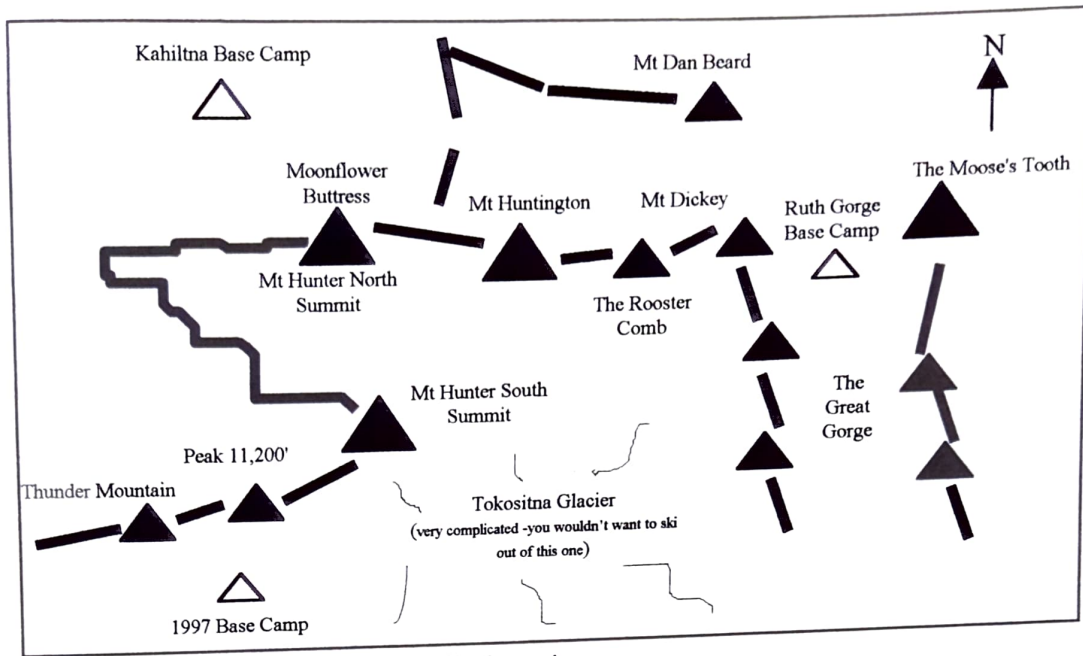 Kahiltna Base Camp
Mt Dan Beard
N
Moonflower
Buttress
Mt Huntington
Mt Dickey
Ruth Gorge
Base Camp
The Moose's Tooth
Mt Hunter North
Summit
The Rooster
Comb
Mt Hunter South
Summit
The
Great
Gorge
Peak 11,200'
Thunder Mountain
Tokositna Glacier
(very complicated -you wouldn't want to ski
out of this one)
1997 Base Camp